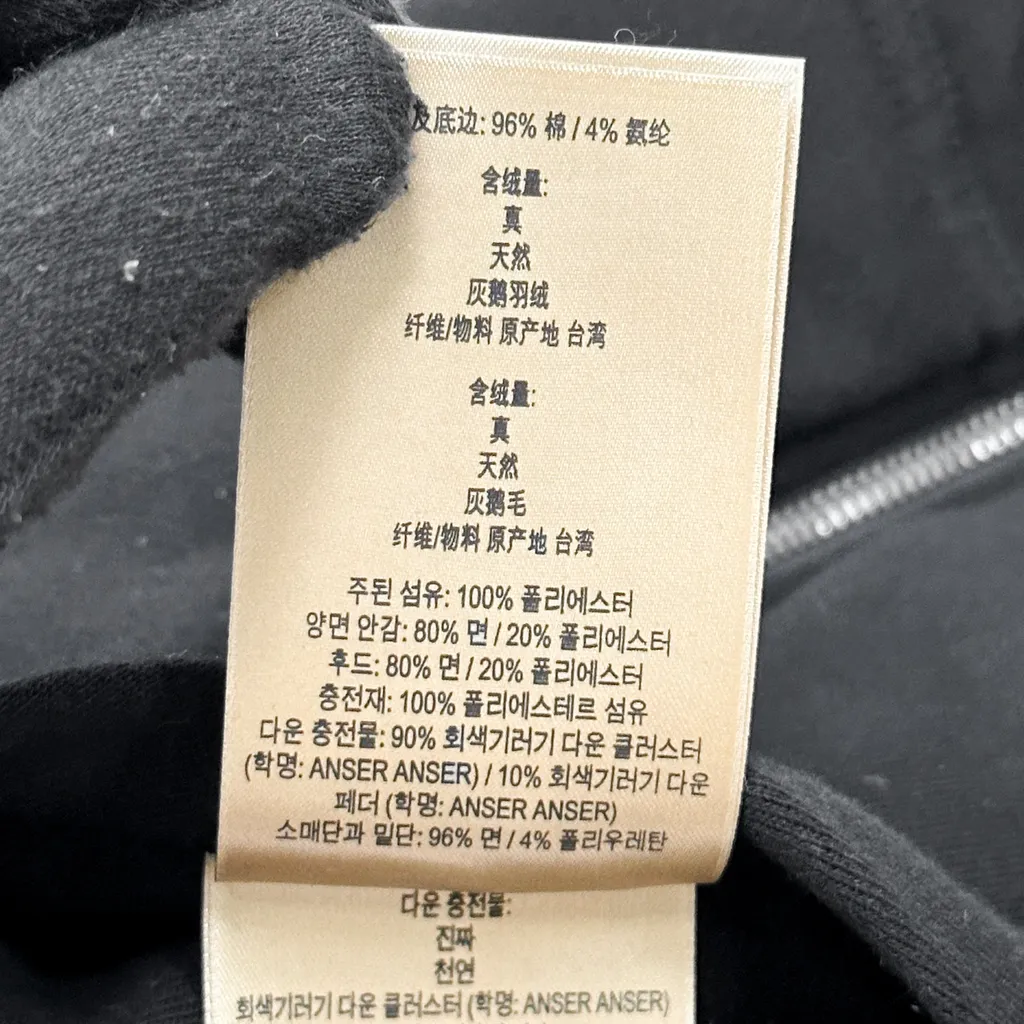 及底边: 96% 棉 / 4% 氨纶
含绒量:
真
天然
灰鹅羽绒
纤维/物料 原产地 台湾
含绒量:
真
天然
灰鹅毛
纤维/物料 原产地 台湾
주된 섬유: 100% 폴리에스터
양면 안감: 80% 면 / 20% 폴리에스터
후드: 80% 면 / 20% 폴리에스터
충전재: 100% 폴리에스테르 섬유
다운 충전물: 90% 회색기러기 다운 클러스터
(학명: ANSER ANSER) / 10% 회색기러기 다운
페더 (학명: ANSER ANSER)
소매단과 밑단: 96% 면 / 4% 폴리우레탄
다운 충전물:
진짜
천연
회색기러기 다운 클러스터 (학명: ANSER ANSER)